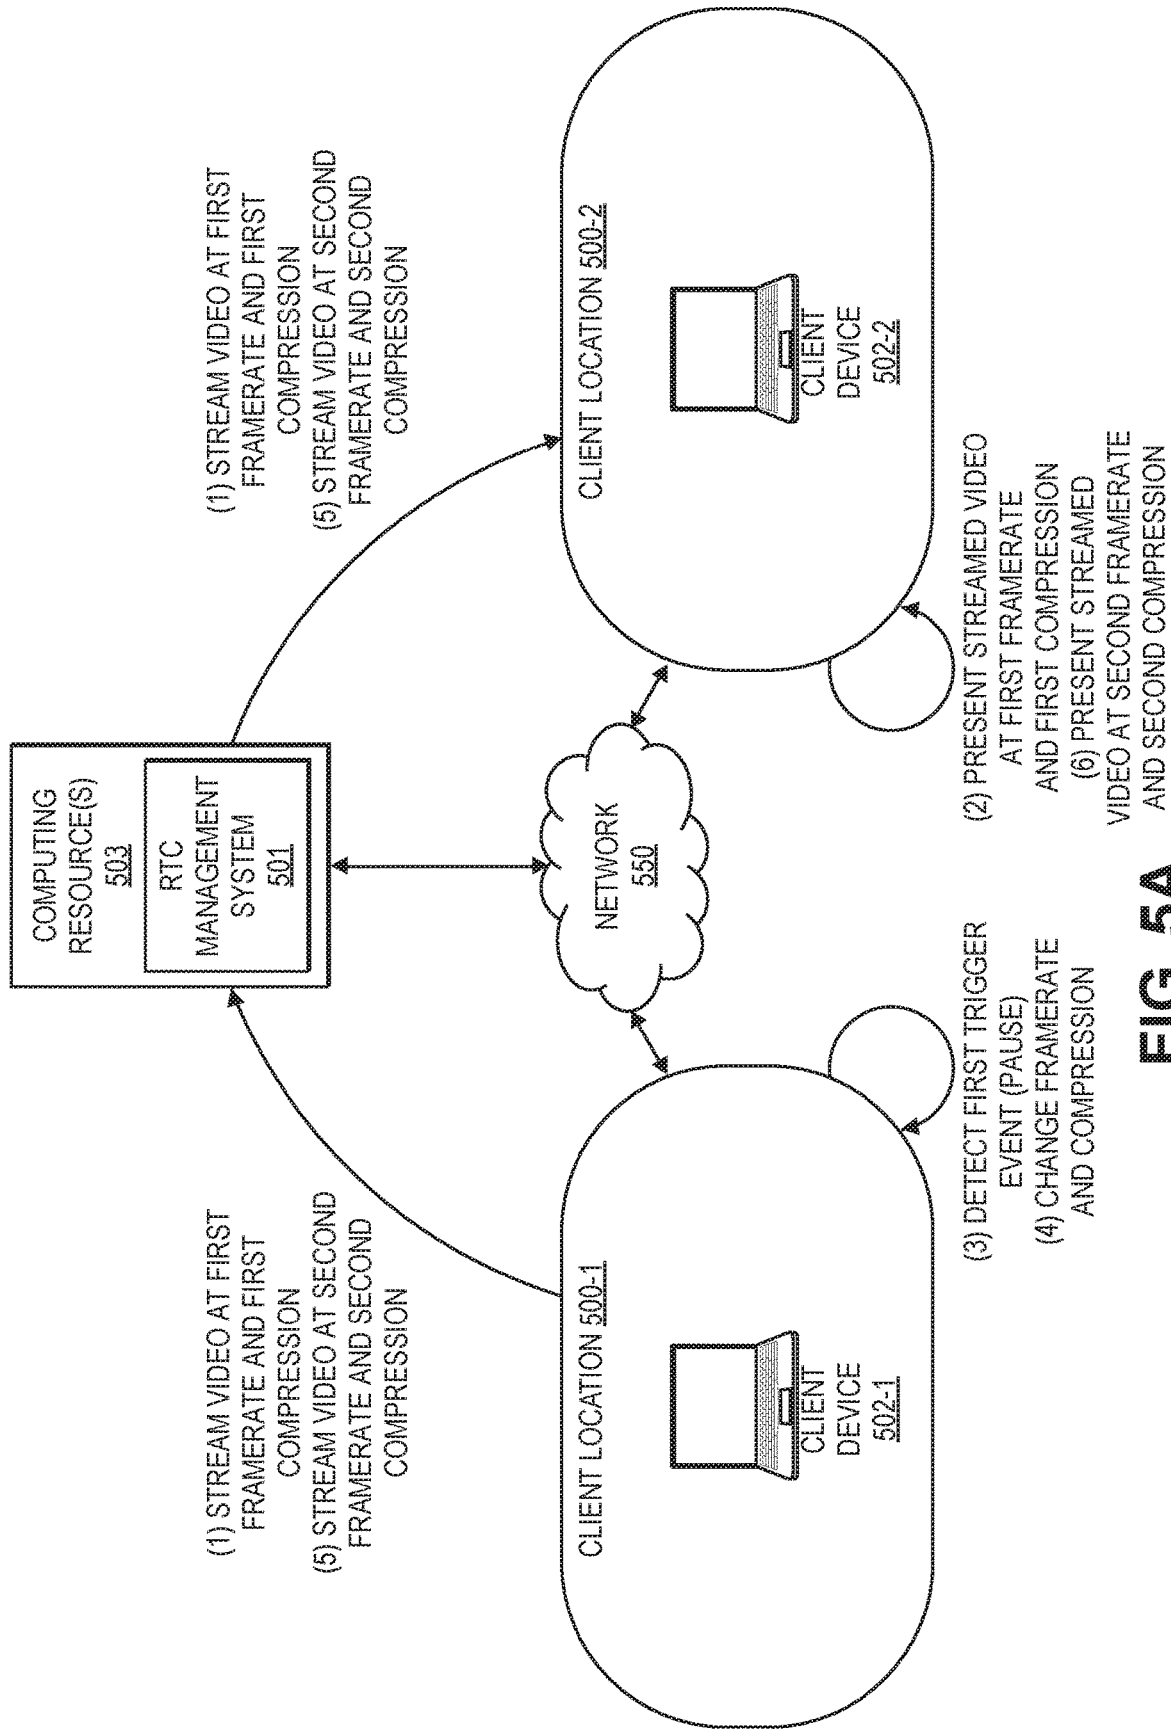 COMPUTING
RESOURCE(S)
503
RTC
MANAGEMENT
SYSTEM
501
(1) STREAM VIDEO AT FIRST
FRAMERATE AND FIRST
COMPRESSION
(5) STREAM VIDEO AT SECOND
FRAMERATE AND SECOND
COMPRESSION
(1) STREAM VIDEO AT FIRST
FRAMERATE AND FIRST
COMPRESSION
(5) STREAM VIDEO AT SECOND
FRAMERATE AND SECOND
COMPRESSION
NETWORK
550
CLIENT LOCATION 500-1
CLIENT
DEVICE
502-1
CLIENT LOCATION 500-2
CLIENT
DEVICE
502-2
(3) DETECT FIRST TRIGGER
EVENT (PAUSE)
(4) CHANGE FRAMERATE
AND COMPRESSION
(2) PRESENT STREAMED VIDEO
AT FIRST FRAMERATE
AND FIRST COMPRESSION
(6) PRESENT STREAMED
VIDEO AT SECOND FRAMERATE
AND SECOND COMPRESSION
FIG. 5A